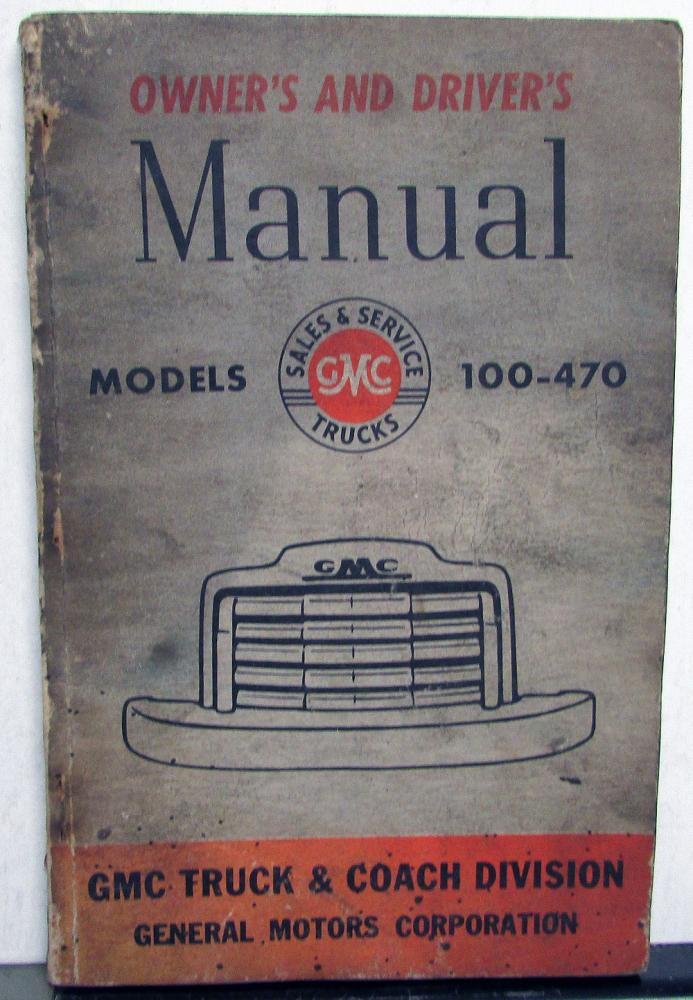 OWNER'S AND DRIVER'S
Manual
SALES & SERVICE
MODELS GMC 100-470
TRUCKS
GMC
GMC TRUCK & COACH DIVISION
GENERAL MOTORS CORPORATION